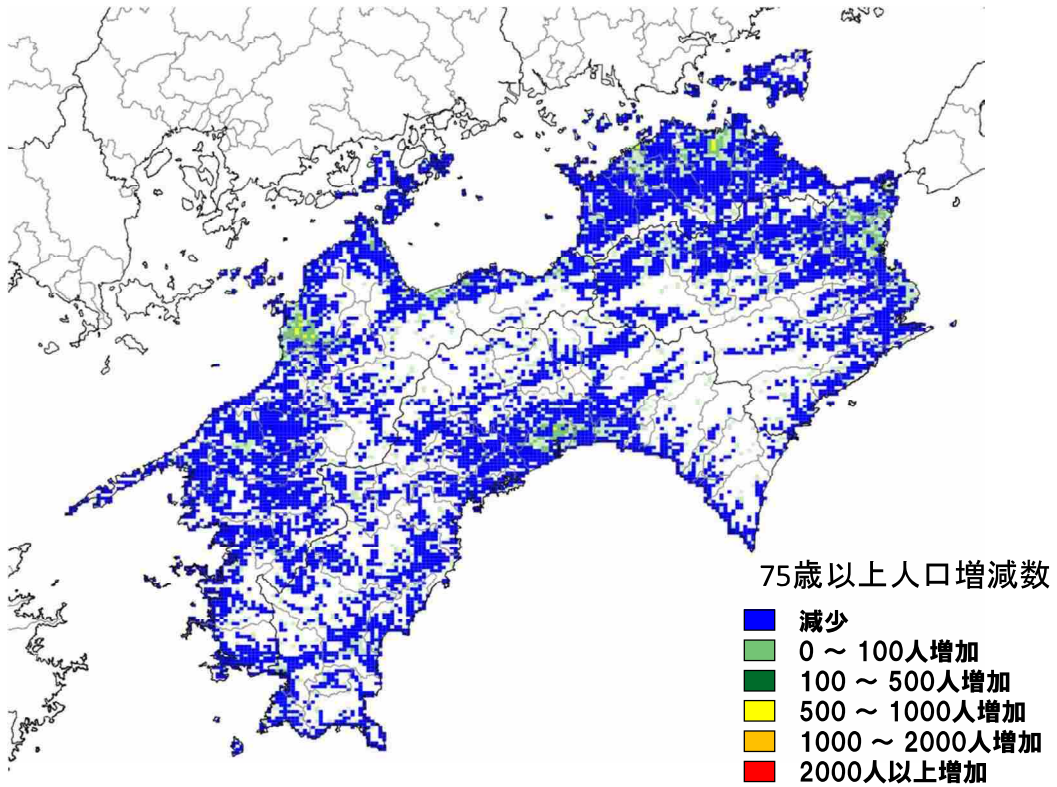 75歳以上人口増減数
減少
0 ～ 100人増加
100 ～ 500人増加
500 ～ 1000人増加
1000 ～ 2000人増加
2000人以上増加